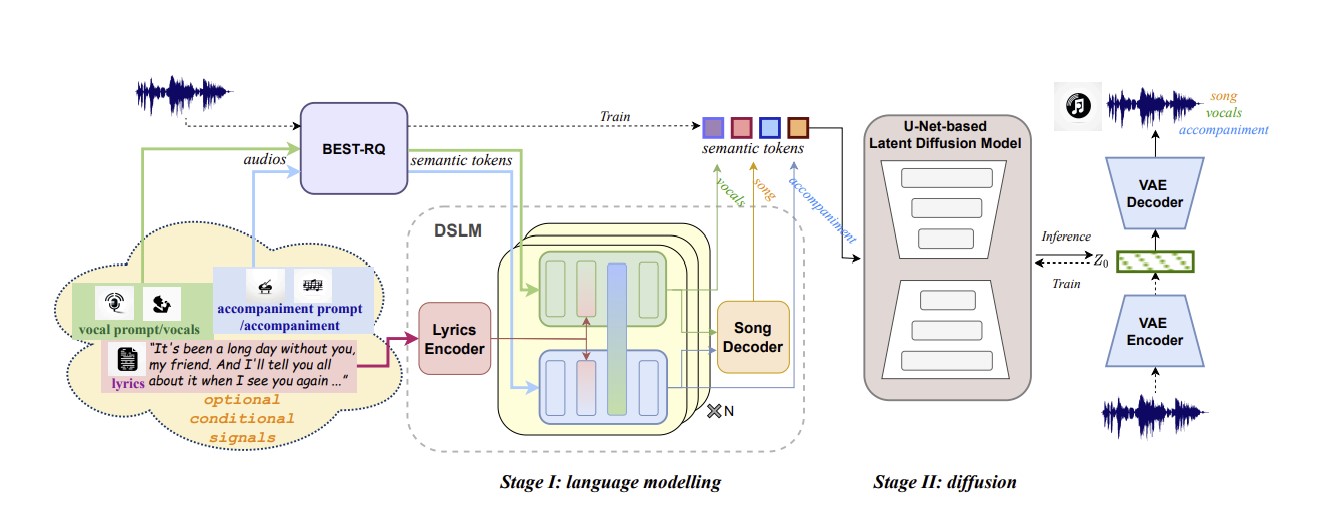 song
vocals
accompaniment
BEST-RQ
audios
semantic tokens
Train
semantic tokens
vocals
song
accompaniment
U-Net-based
Latent Diffusion Model
VAE
Decoder
Inference
Z0
Train
VAE
Encoder
DSLM
Lyrics
Encoder
Song
Decoder
N
vocal prompt/vocals
accompaniment prompt
/accompaniment
lyrics
"It's been a long day without you,
my friend. And I'll tell you all
about it when I see you again ..."
optional
conditional
signals
Stage I: language modelling
Stage II: diffusion